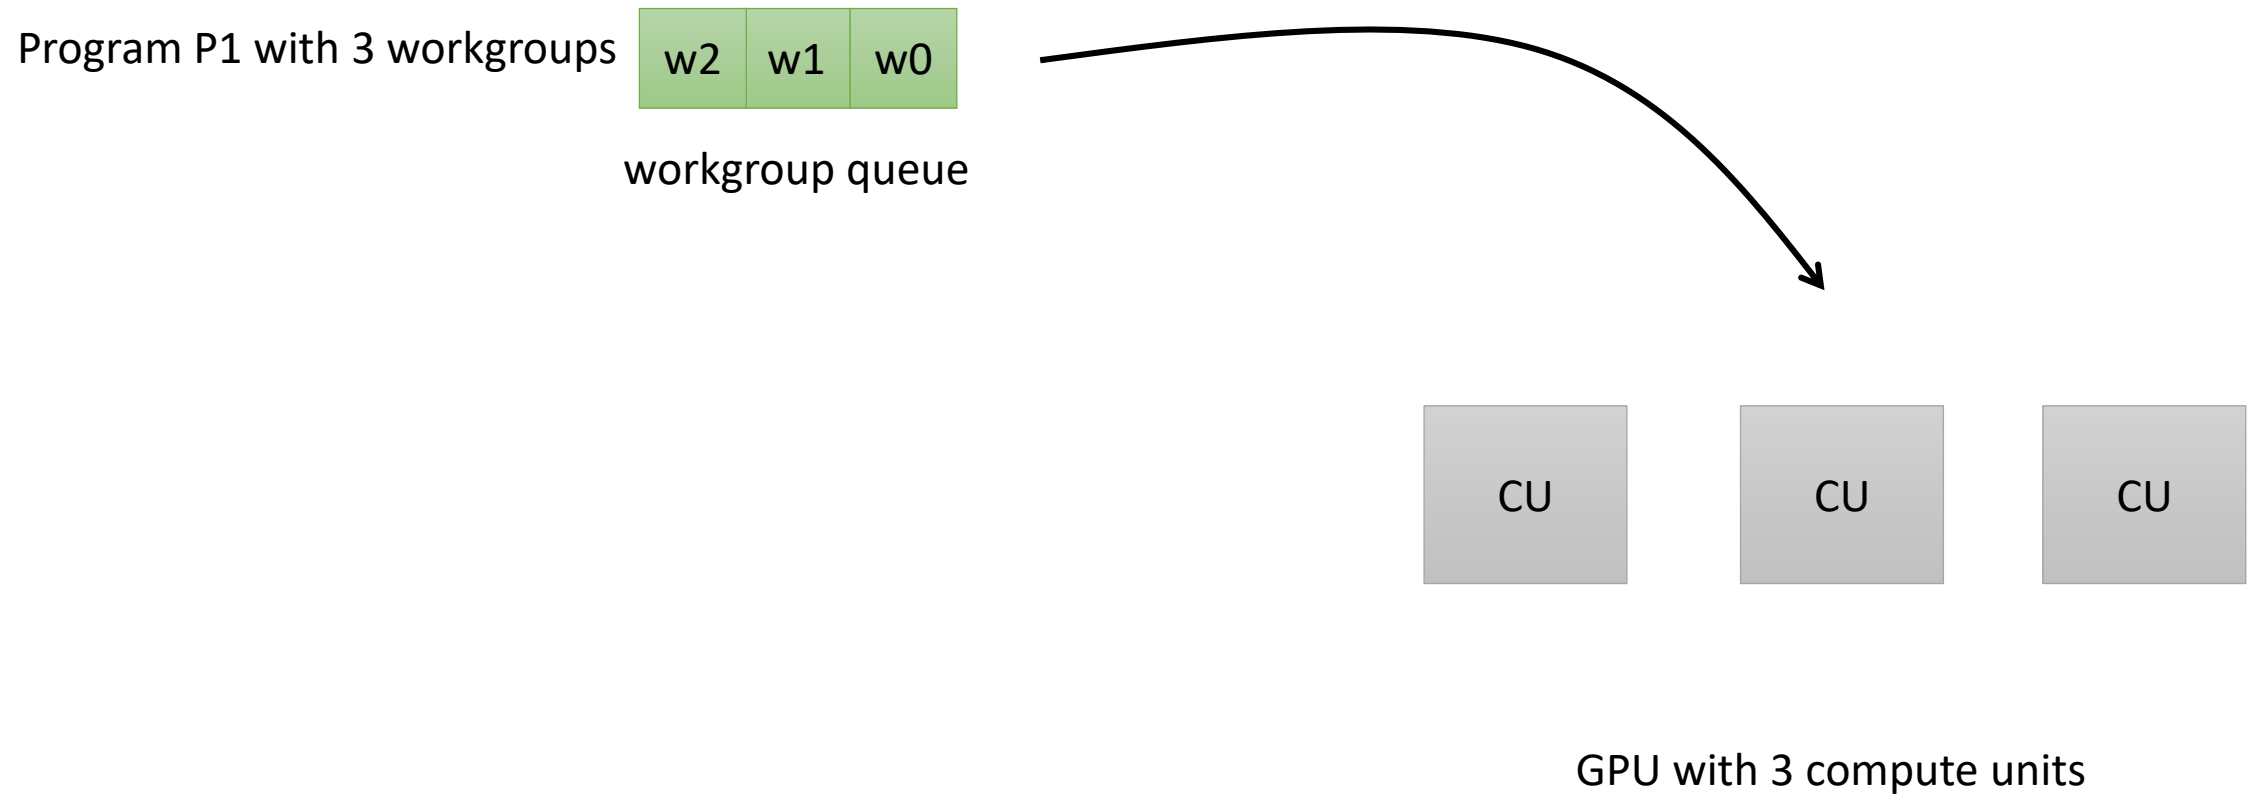 Program P1 with 3 workgroups
w2 w1 w0
workgroup queue
CU CU CU
GPU with 3 compute units